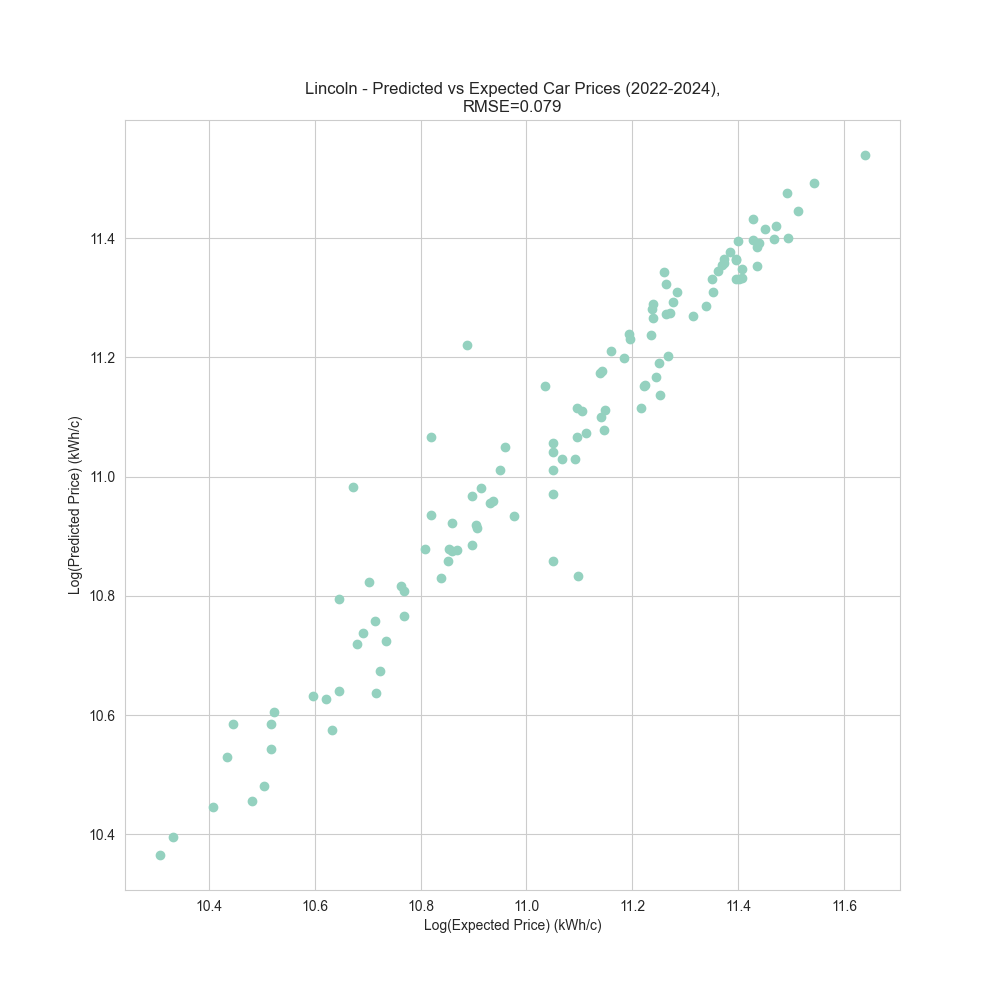 Lincoln - Predicted vs Expected Car Prices (2022-2024),
RMSE=0.079
Log(Predicted Price) (kWh/c)
11.4
11.2
11.0
10.8
10.6
10.4
10.4 10.6 10.8 11.0 11.2 11.4 11.6
Log(Expected Price) (kWh/c)